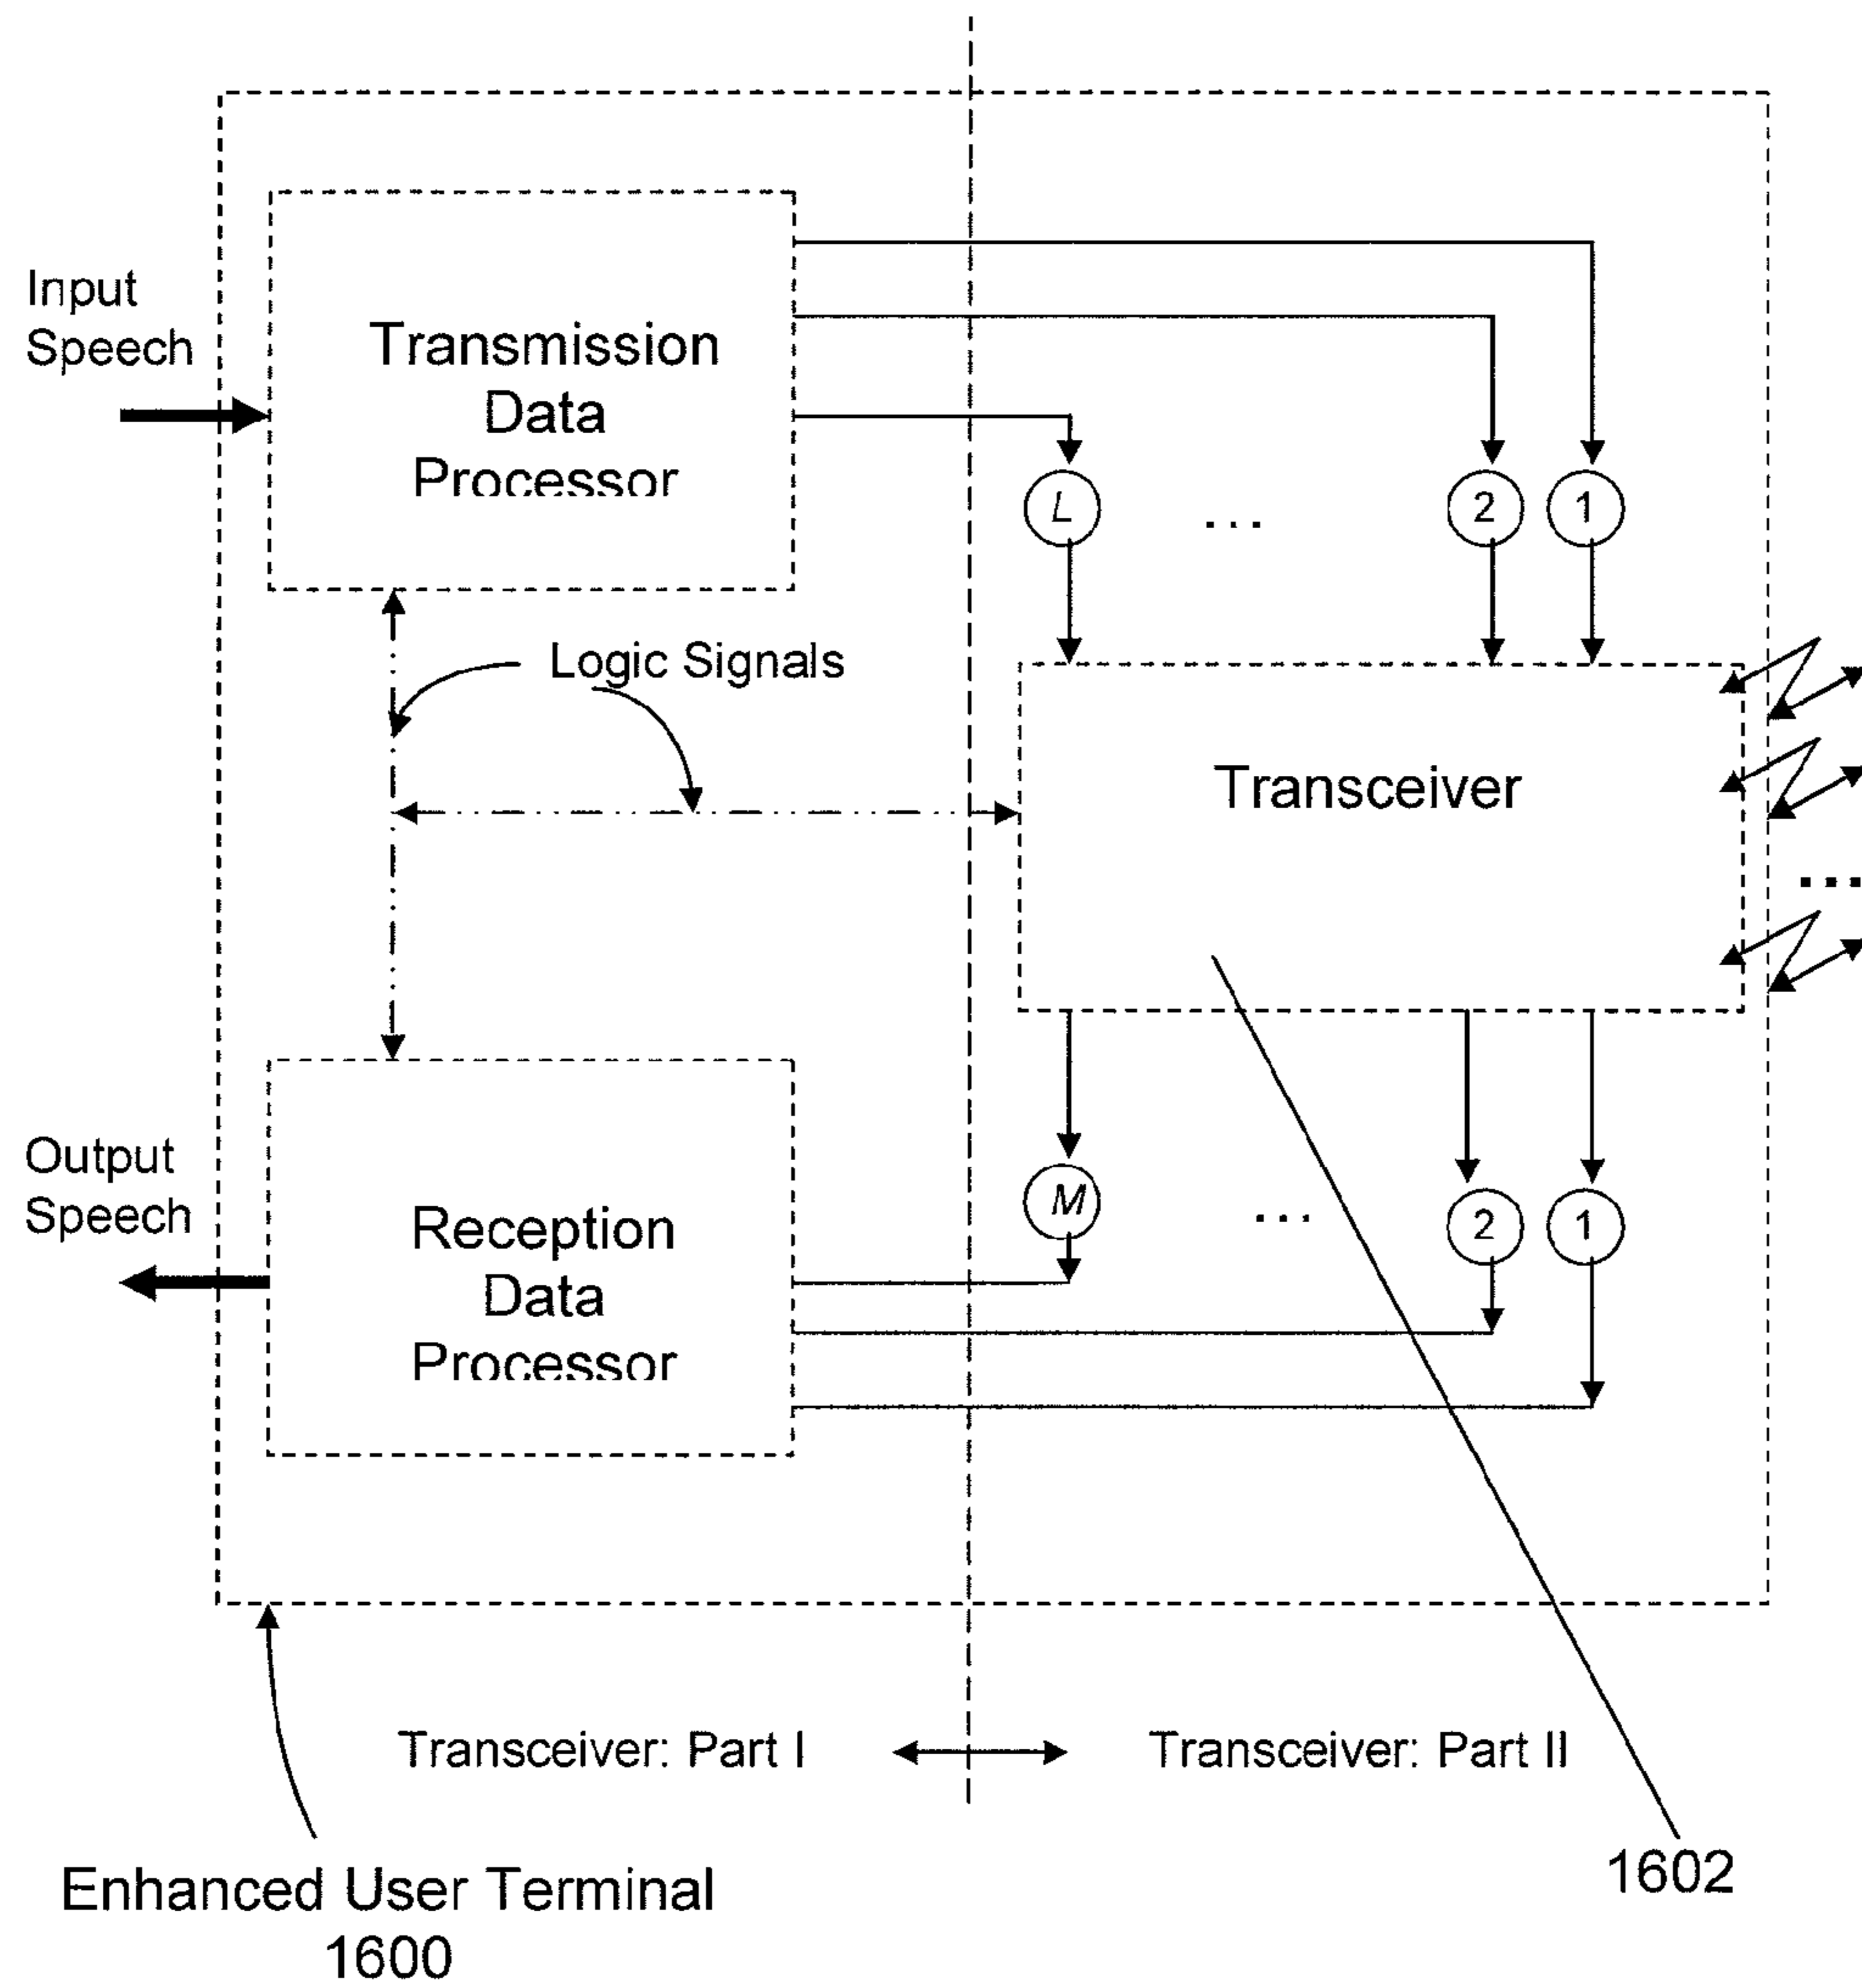 Input
Speech
Transmission
Data
Processor
L
...
2
1
Logic Signals
Transceiver
...
Output
Speech
Reception
Data
Processor
M
...
2
1
Transceiver: Part I
Transceiver: Part II
Enhanced User Terminal
1600
1602